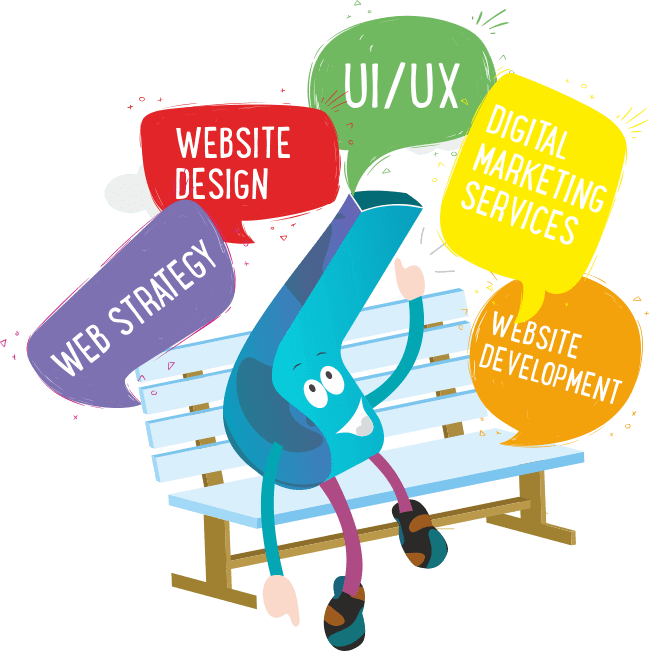 UI/UX
WEBSITE
DESIGN
DIGITAL
MARKETING
SERVICES
WEB STRATEGY
WEBSITE
DEVELOPMENT